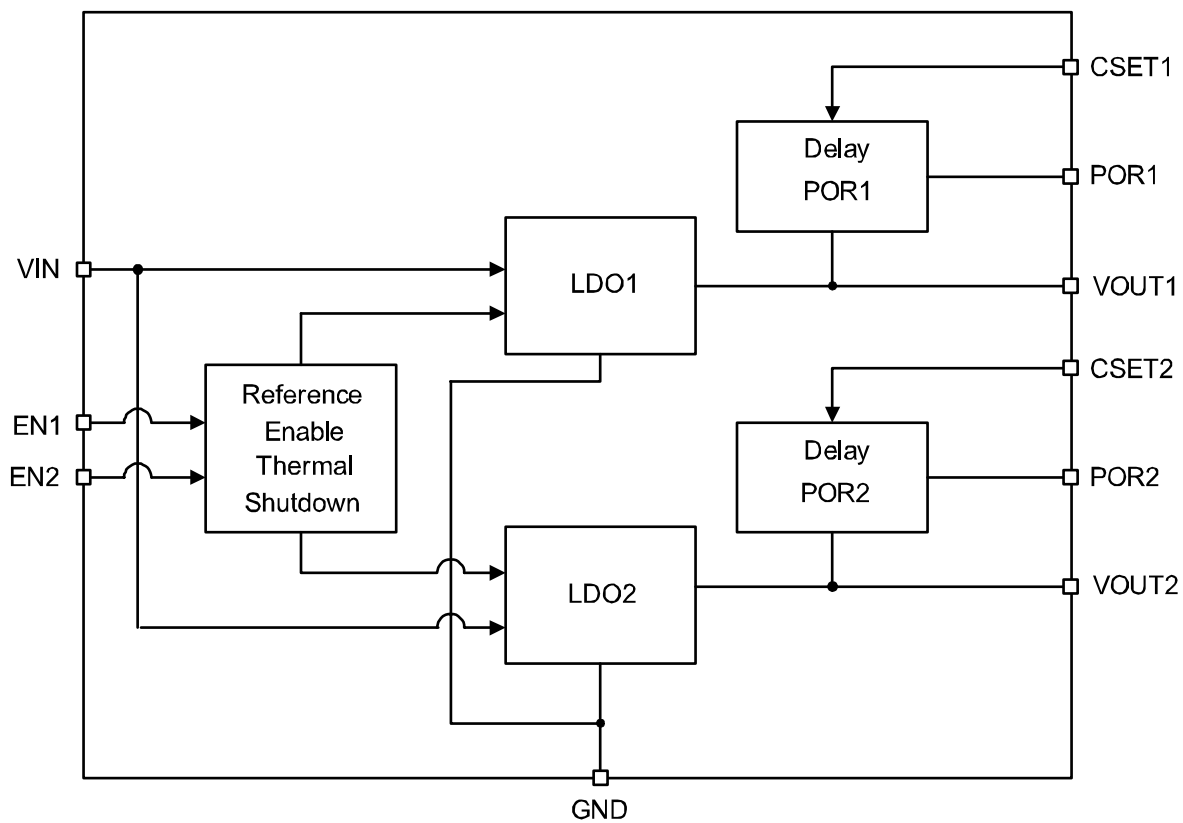 CSET1
Delay
POR1
POR1
VIN
LDO1
VOUT1
CSET2
Reference
Enable
Thermal
Shutdown
EN1
EN2
Delay
POR2
POR2
LDO2
VOUT2
GND